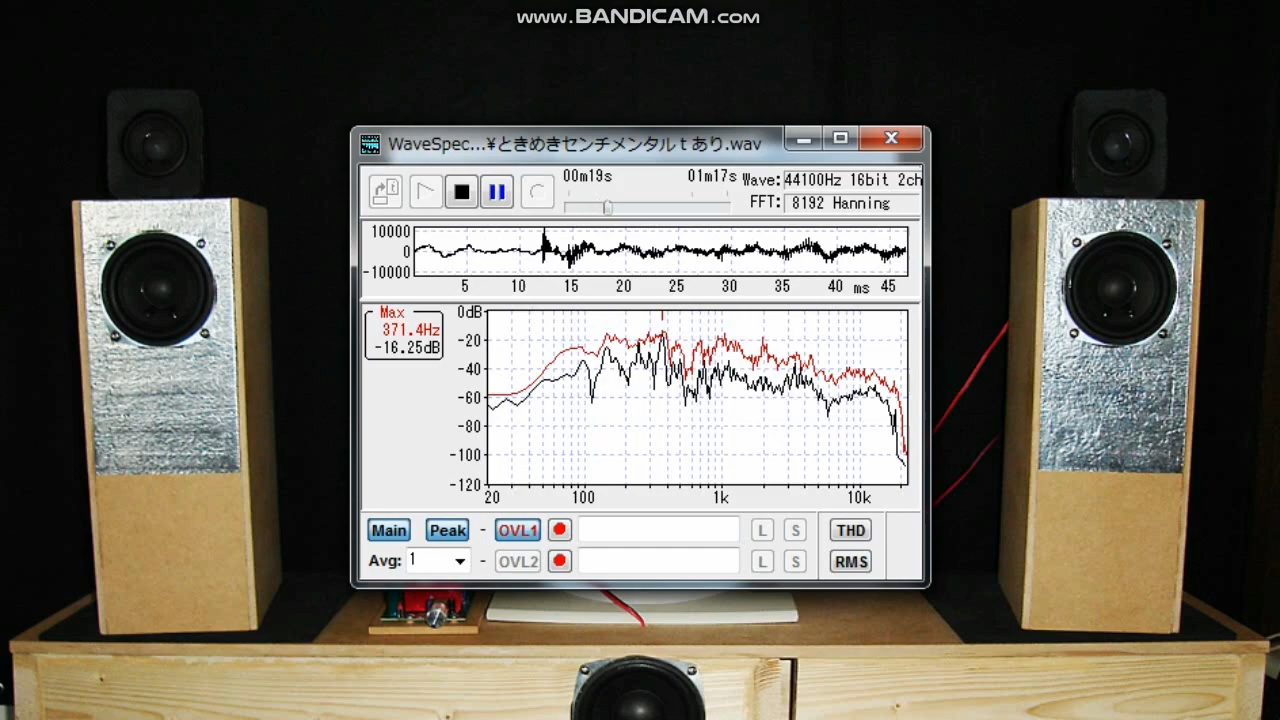 www.BANDICAM.com
WaveSpec...¥ときめきセンチメンタルｔあり.wav
00m19s 01m17s Wave: 44100Hz 16bit 2ch
FFT: 8192 Hanning
10000
0
-10000
5 10 15 20 25 30 35 40 ms 45
Max
371.4Hz
-16.25dB
0dB
-20
-40
-60
-80
-100
-120
20 100 1k 10k
Main Peak - OVL1 L S THD
Avg: 1 - OVL2 L S RMS